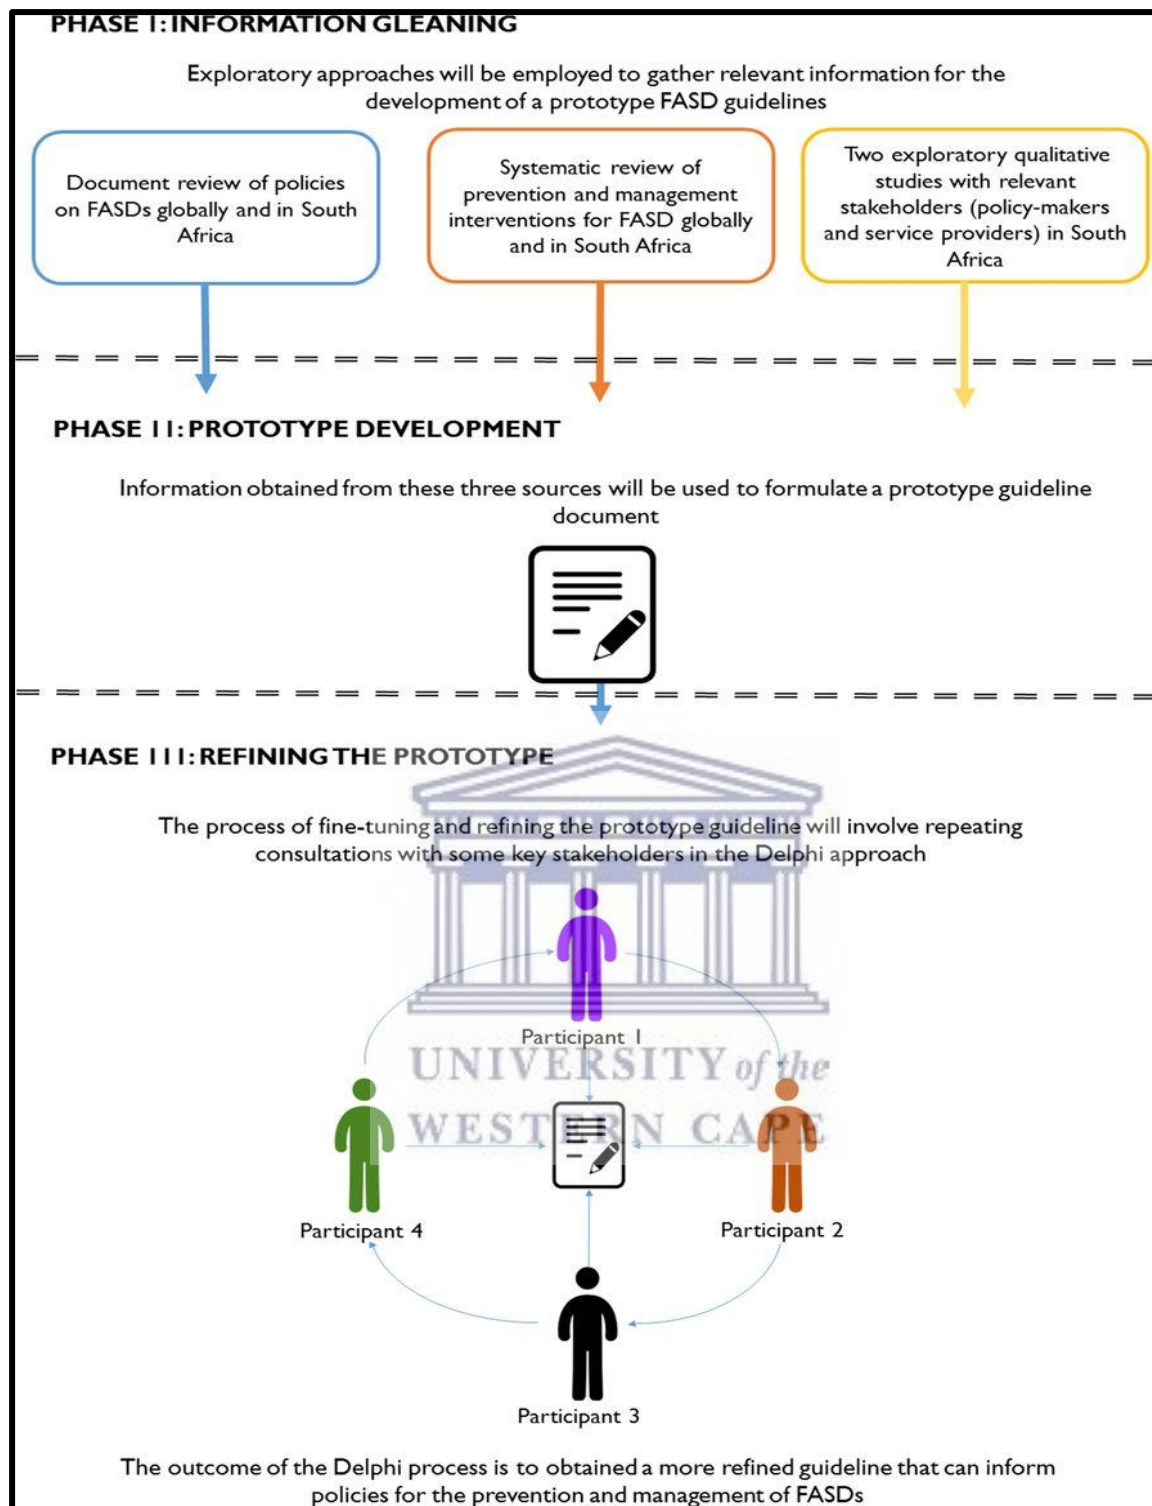 PHASE I: INFORMATION GLEANING
Exploratory approaches will be employed to gather relevant information for the
development of a prototype FASD guidelines
Document review of policies
on FASDs globally and in South
Africa
Systematic review of
prevention and management
interventions for FASD globally
and in South Africa
Two exploratory qualitative
studies with relevant
stakeholders (policy-makers
and service providers) in South
Africa
PHASE II: PROTOTYPE DEVELOPMENT
Information obtained from these three sources will be used to formulate a prototype guideline
document
PHASE III: REFINING THE PROTOTYPE
The process of fine-tuning and refining the prototype guideline will involve repeating
consultations with some key stakeholders in the Delphi approach
Participant 1
UNIVERSITY of the
WESTERN CAPE
Participant 4
Participant 2
Participant 3
The outcome of the Delphi process is to obtained a more refined guideline that can inform
policies for the prevention and management of FASDs